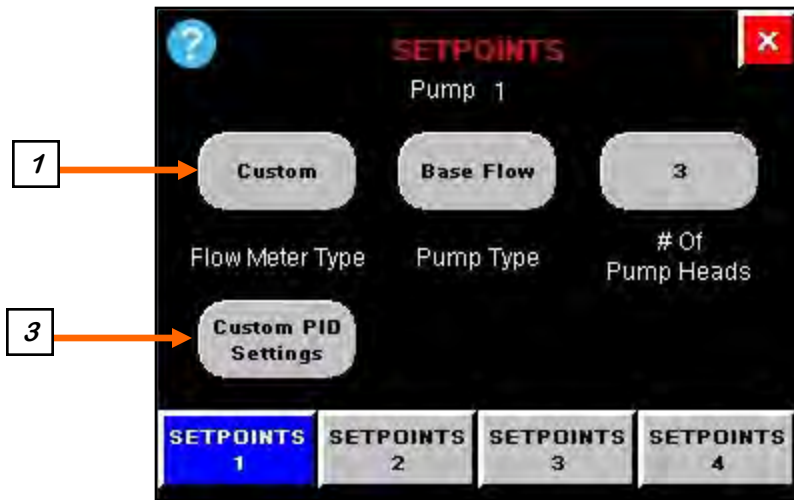 ?
SETPOINTS
x
Pump 1
1
Custom
Base Flow
3
Flow Meter Type
Pump Type
# Of
Pump Heads
3
Custom PID
Settings
SETPOINTS
1
SETPOINTS
2
SETPOINTS
3
SETPOINTS
4